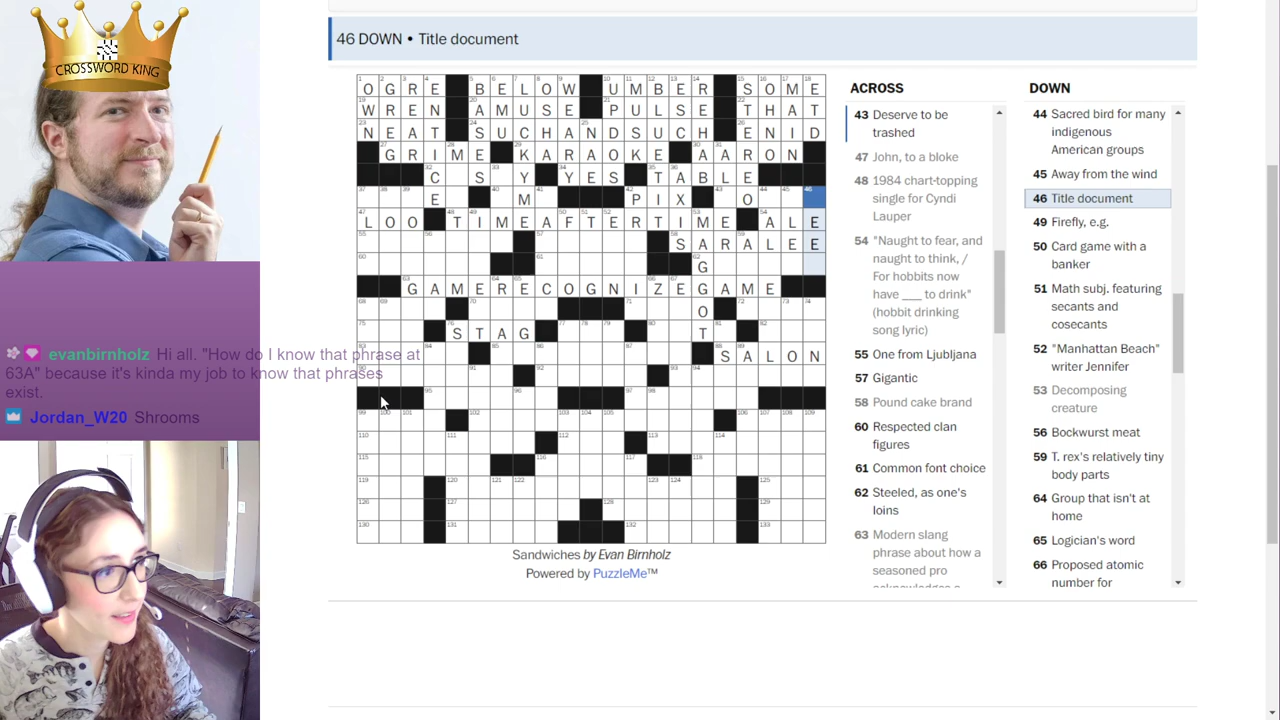 CROSSWORD KING
46 DOWN • Title document
ACROSS
43 Deserve to be
trashed
47 John, to a bloke
48 1984 chart-topping
single for Cyndi
Lauper
54 "Naught to fear, and
naught to think, /
For hobbits now
have ___ to drink"
(hobbit drinking
song lyric)
55 One from Ljubljana
57 Gigantic
58 Pound cake brand
60 Respected clan
figures
61 Common font choice
62 Steeled, as one's
loins
63 Modern slang
phrase about how a
seasoned pro
acknowledges a
DOWN
44 Sacred bird for many
indigenous
American groups
45 Away from the wind
46 Title document
49 Firefly, e.g.
50 Card game with a
banker
51 Math subj. featuring
secants and
cosecants
52 "Manhattan Beach"
writer Jennifer
53 Decomposing
creature
56 Bockwurst meat
59 T. rex's relatively tiny
body parts
64 Group that isn't at
home
65 Logician's word
66 Proposed atomic
number for
OGRE BELOW UMBER SOME
WREN AMUSE PULSE THAT
NEAT SUCHANDSUCH ENID
GRIME KARAOKE AARON
C S Y YES TABLE
E M PIX O
LOO TIMEAFTERTIME ALE
SARALEE
G
GAMERECOGNIZEGAME
O
STAG T
SALON
evanbirnholz Hi all. "How do I know that phrase at
63A" because it's kinda my job to know that phrases
exist.
Jordan_W20 Shrooms
Sandwiches by Evan Birnholz
Powered by PuzzleMe™